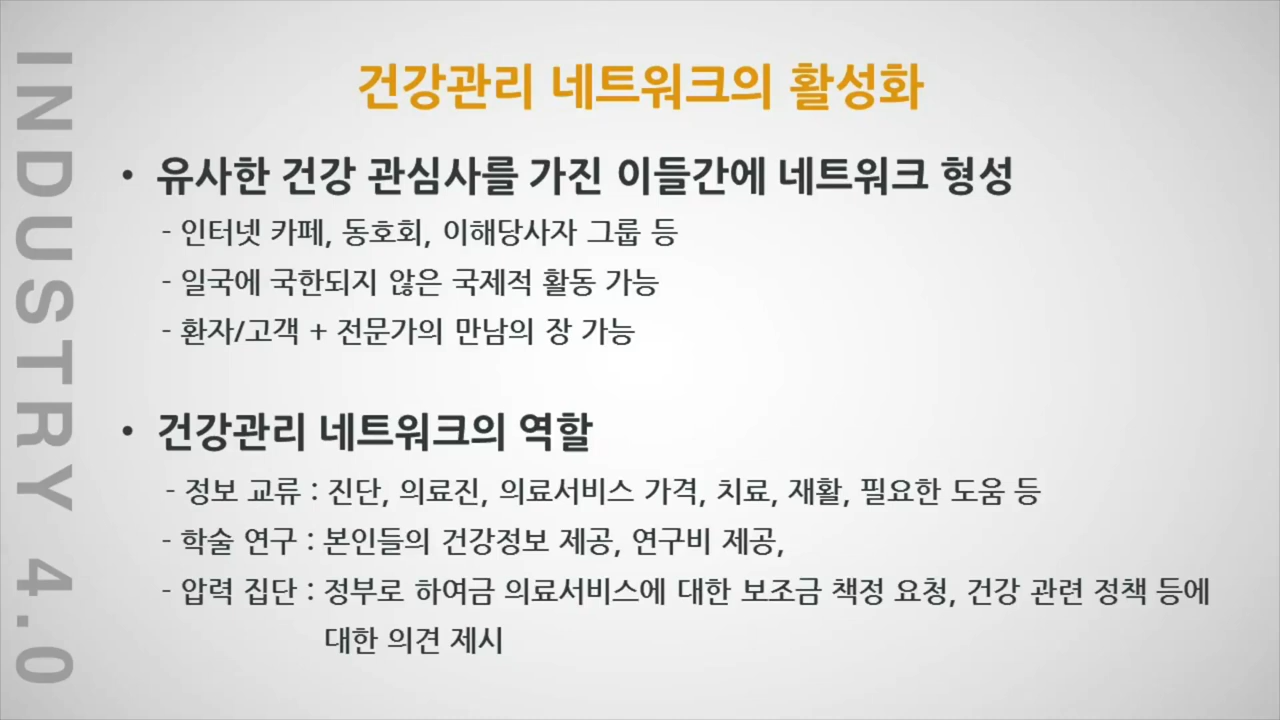 INDUSTRY 4.0
건강관리 네트워크의 활성화
• 유사한 건강 관심사를 가진 이들간에 네트워크 형성
- 인터넷 카페, 동호회, 이해당사자 그룹 등
- 일국에 국한되지 않은 국제적 활동 가능
- 환자/고객 + 전문가의 만남의 장 가능
• 건강관리 네트워크의 역할
- 정보 교류 : 진단, 의료진, 의료서비스 가격, 치료, 재활, 필요한 도움 등
- 학술 연구 : 본인들의 건강정보 제공, 연구비 제공,
- 압력 집단 : 정부로 하여금 의료서비스에 대한 보조금 책정 요청, 건강 관련 정책 등에
대한 의견 제시